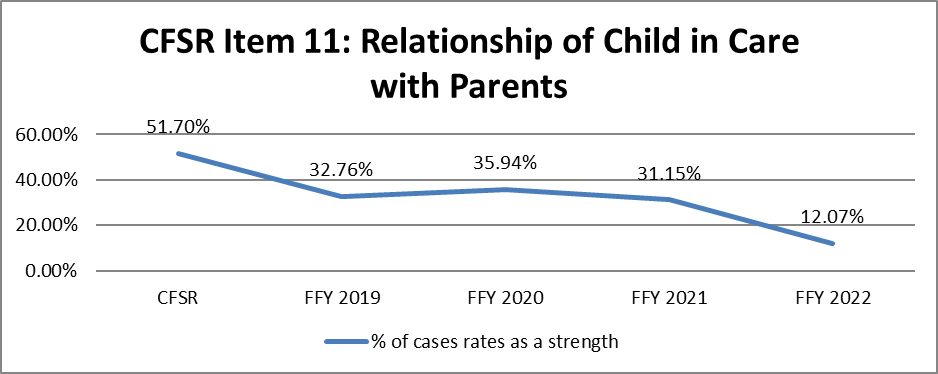 CFSR Item 11: Relationship of Child in Care
with Parents
60.00%
40.00%
20.00%
0.00%
51.70%
32.76%
35.94%
31.15%
12.07%
CFSR
FFY 2019
FFY 2020
FFY 2021
FFY 2022
% of cases rates as a strength